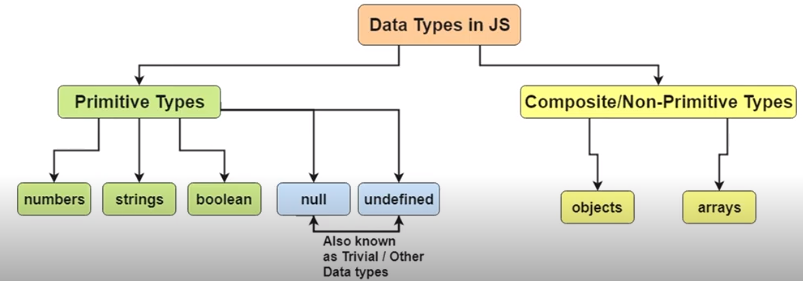 Data Types in JS
Primitive Types
Composite/Non-Primitive Types
numbers
strings
boolean
null
undefined
objects
arrays
Also known
as Trivial / Other
Data types